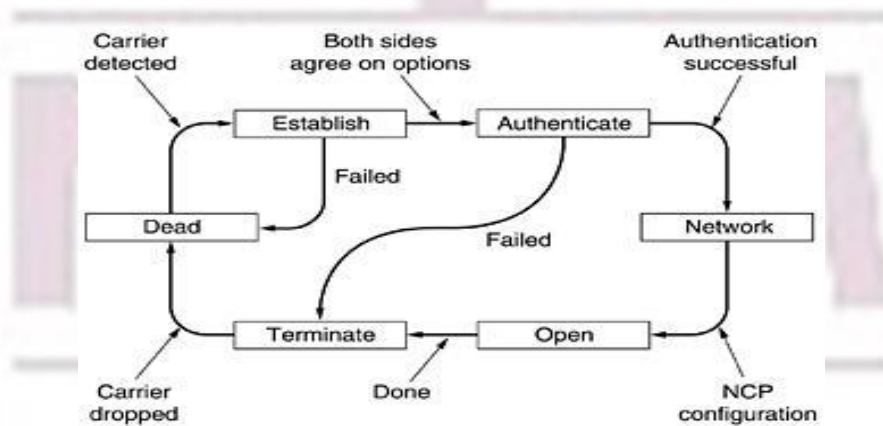 Carrier
detected
Both sides
agree on options
Authentication
successful
Establish
Authenticate
Failed
Dead
Failed
Network
Terminate
Open
Carrier
dropped
Done
NCP
configuration